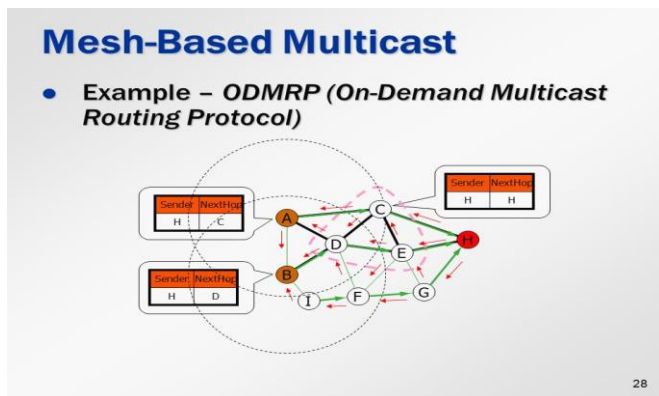 Mesh-Based Multicast
● Example – ODMRP (On-Demand Multicast
Routing Protocol)
Sender NextHop
H H
Sender NextHop
H C
Sender NextHop
H D
A
C
D
E
H
B
I
F
G
28